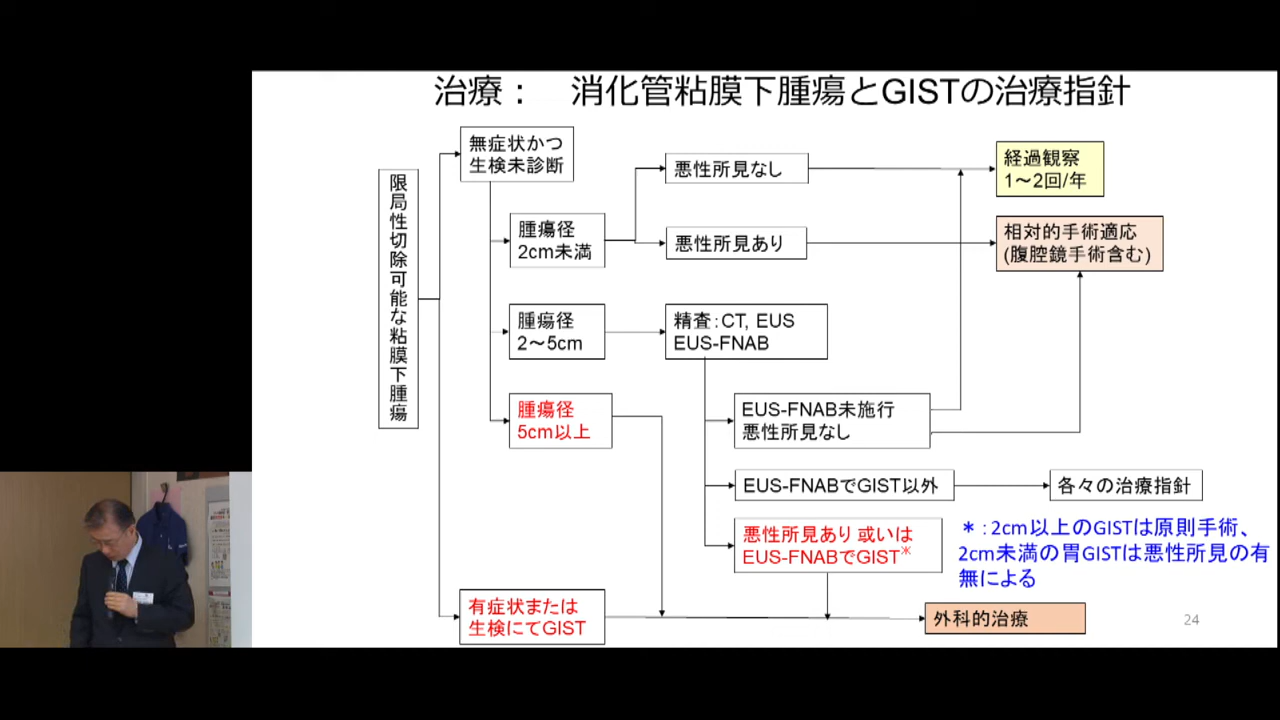 治療： 消化管粘膜下腫瘍とGISTの治療指針
限局性切除可能な粘膜下腫瘍
無症状かつ
生検未診断
腫瘍径
2cm未満
悪性所見なし
経過観察
1～2回/年
悪性所見あり
相対的手術適応
(腹腔鏡手術含む)
腫瘍径
2～5cm
精査：CT, EUS
EUS-FNAB
腫瘍径
5cm以上
EUS-FNAB未施行
悪性所見なし
EUS-FNABでGIST以外
各々の治療指針
悪性所見あり 或いは
EUS-FNABでGIST＊
＊：2cm以上のGISTは原則手術、
2cm未満の胃GISTは悪性所見の有
無による
有症状または
生検にてGIST
外科的治療
24